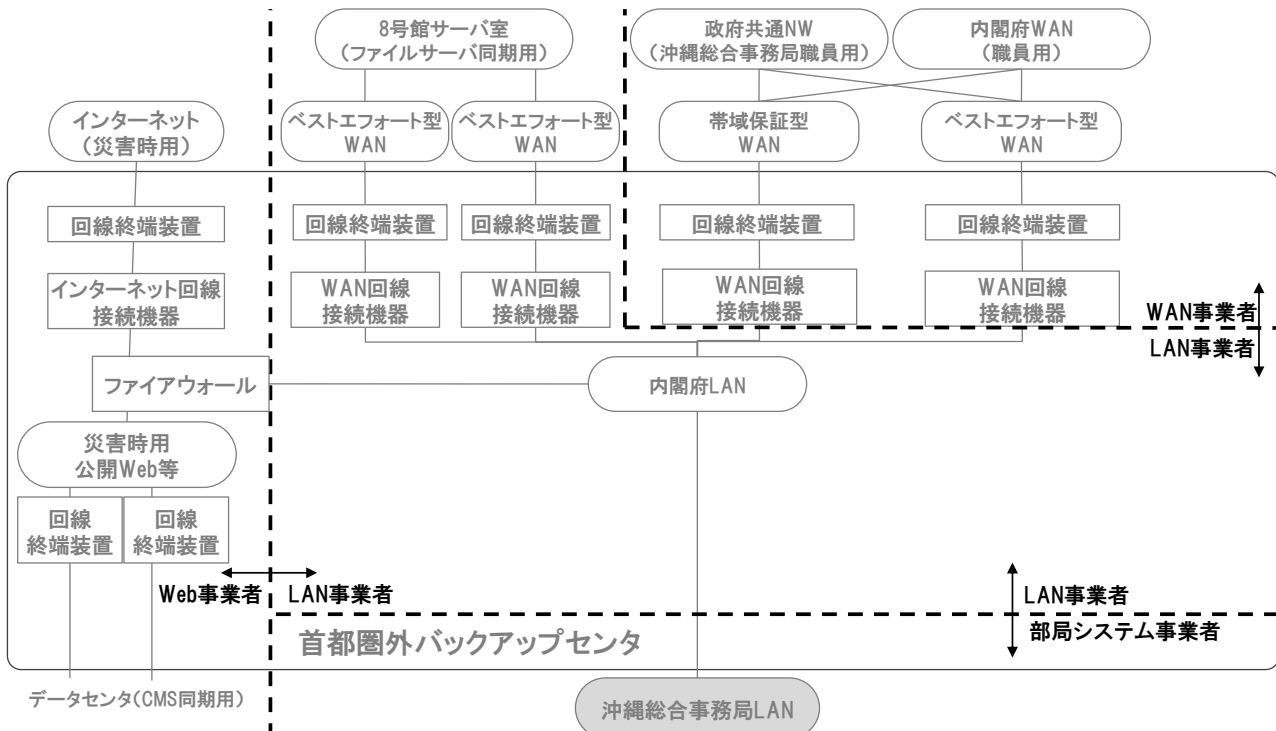 8号館サーバ室
(ファイルサーバ同期用)
政府共通NW
(沖縄総合事務局職員用)
内閣府WAN
(職員用)
インターネット
(災害時用)
ベストエフォート型
WAN
ベストエフォート型
WAN
帯域保証型
WAN
ベストエフォート型
WAN
回線終端装置
回線終端装置
回線終端装置
回線終端装置
回線終端装置
インターネット回線
接続機器
WAN回線
接続機器
WAN回線
接続機器
WAN回線
接続機器
WAN回線
接続機器
WAN事業者
LAN事業者
ファイアウォール
内閣府LAN
災害時用
公開Web等
回線
終端装置
回線
終端装置
Web事業者
LAN事業者
LAN事業者
部局システム事業者
首都圏外バックアップセンタ
データセンタ(CMS同期用)
沖縄総合事務局LAN